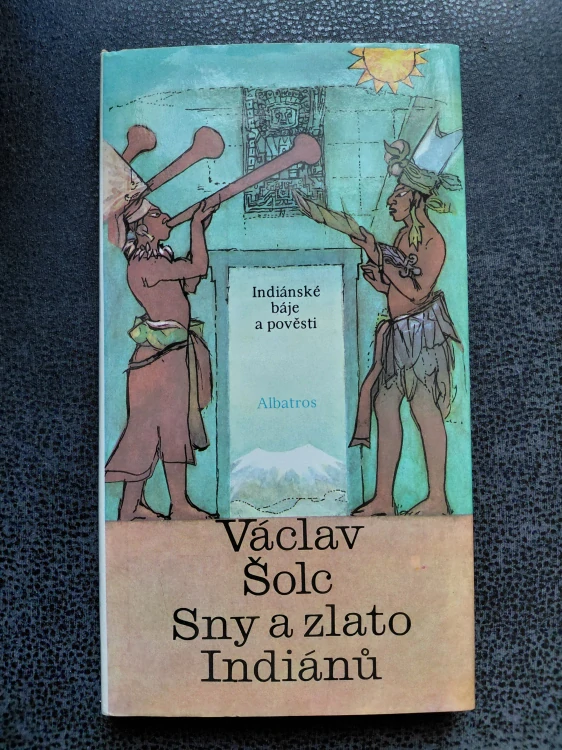 Indiánské
báje
a pověsti
Albatros
Václav
Šolc
Sny a zlato
Indiánů